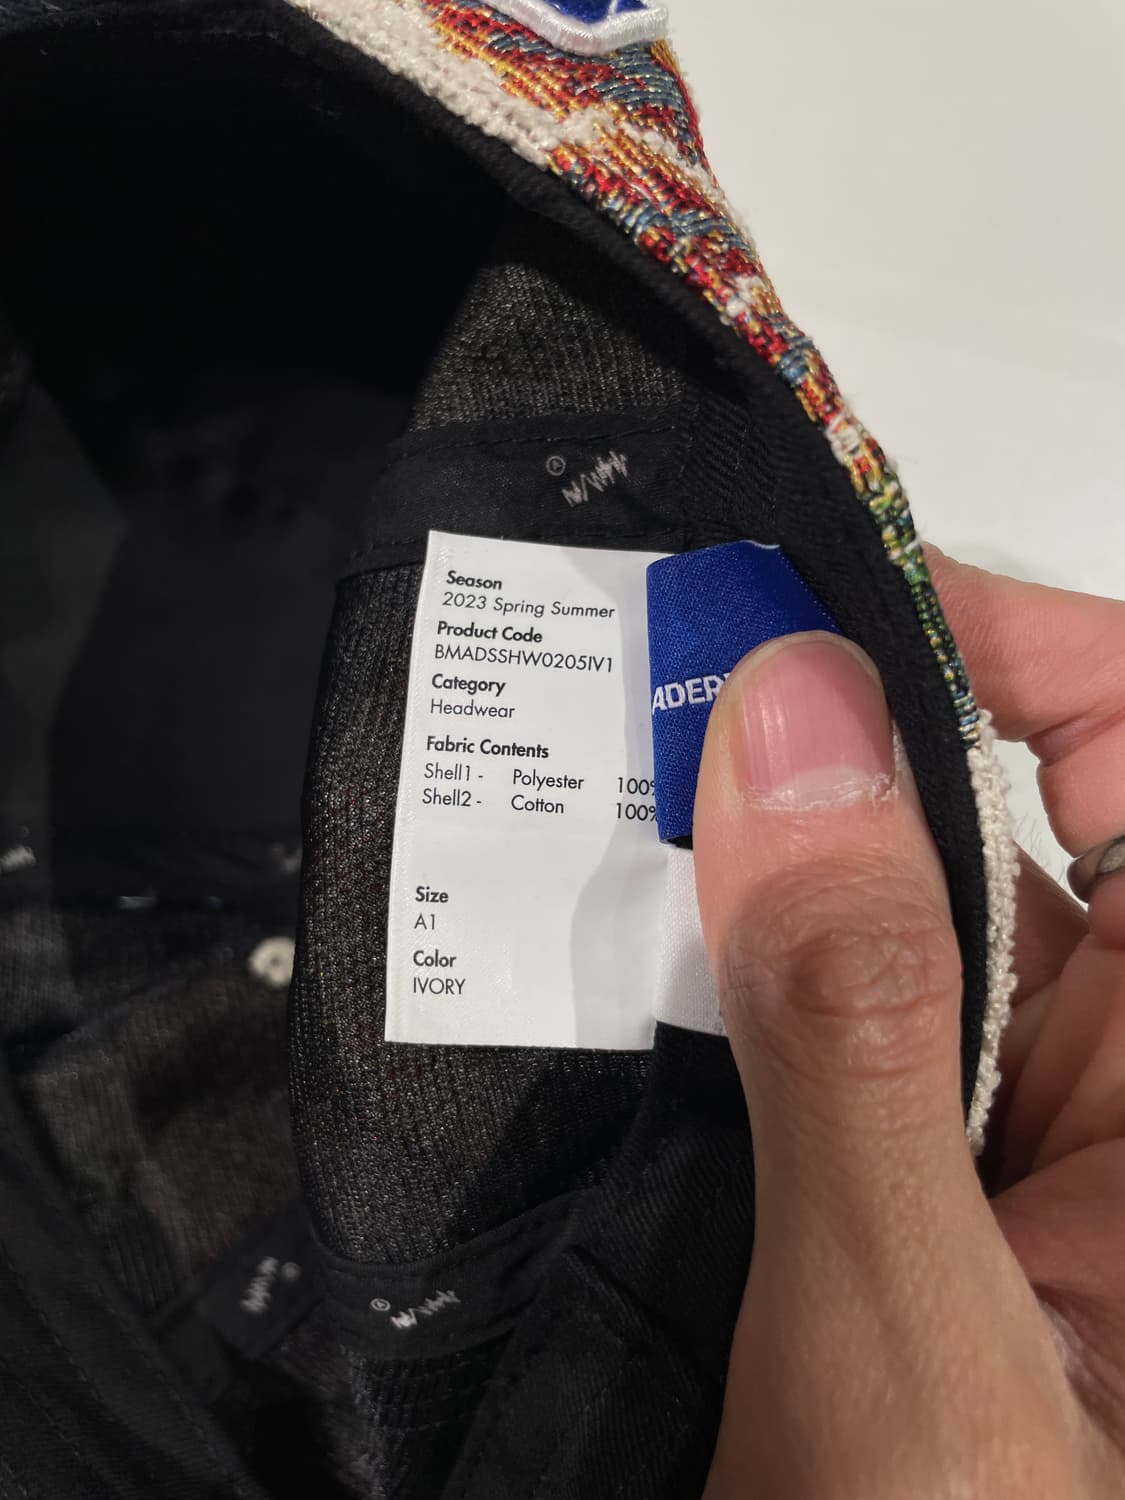 Season
2023 Spring Summer
Product Code
BMADSSHW0205IV1
Category
Headwear
Fabric Contents
Shell1 - Polyester 100%
Shell2 - Cotton 100%
Size
A1
Color
IVORY
ADER